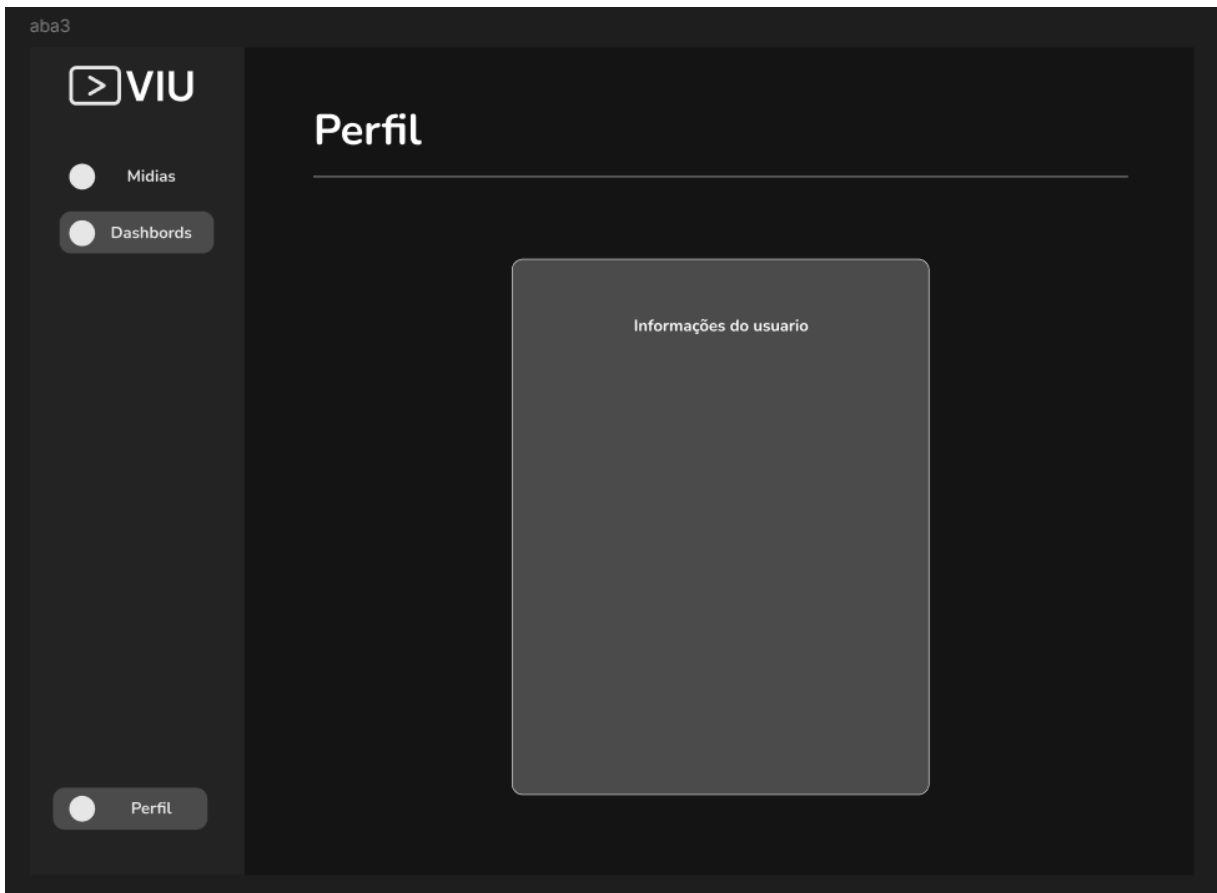 aba3
VIU
Midias
Dashbords
Perfil
Perfil
Informações do usuario